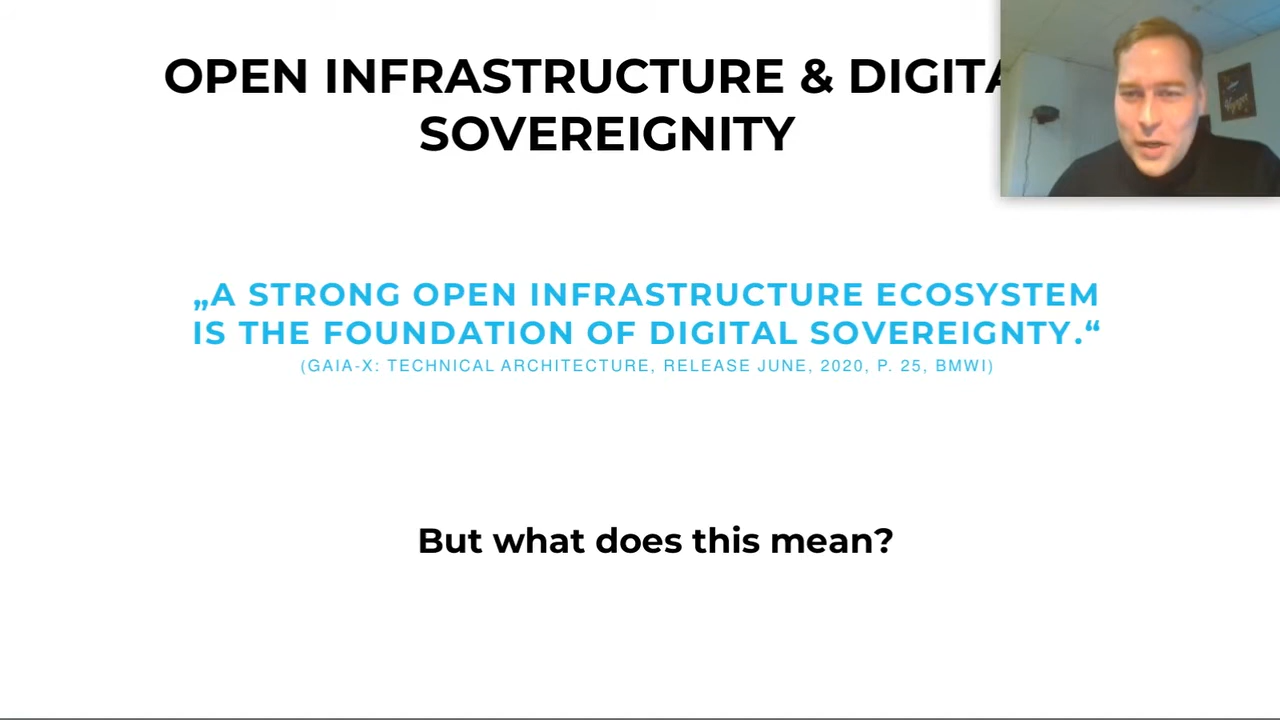 OPEN INFRASTRUCTURE & DIGITA
SOVEREIGNITY
„A STRONG OPEN INFRASTRUCTURE ECOSYSTEM
IS THE FOUNDATION OF DIGITAL SOVEREIGNTY.“
(GAIA-X: TECHNICAL ARCHITECTURE, RELEASE JUNE, 2020, P. 25, BMWI)
But what does this mean?